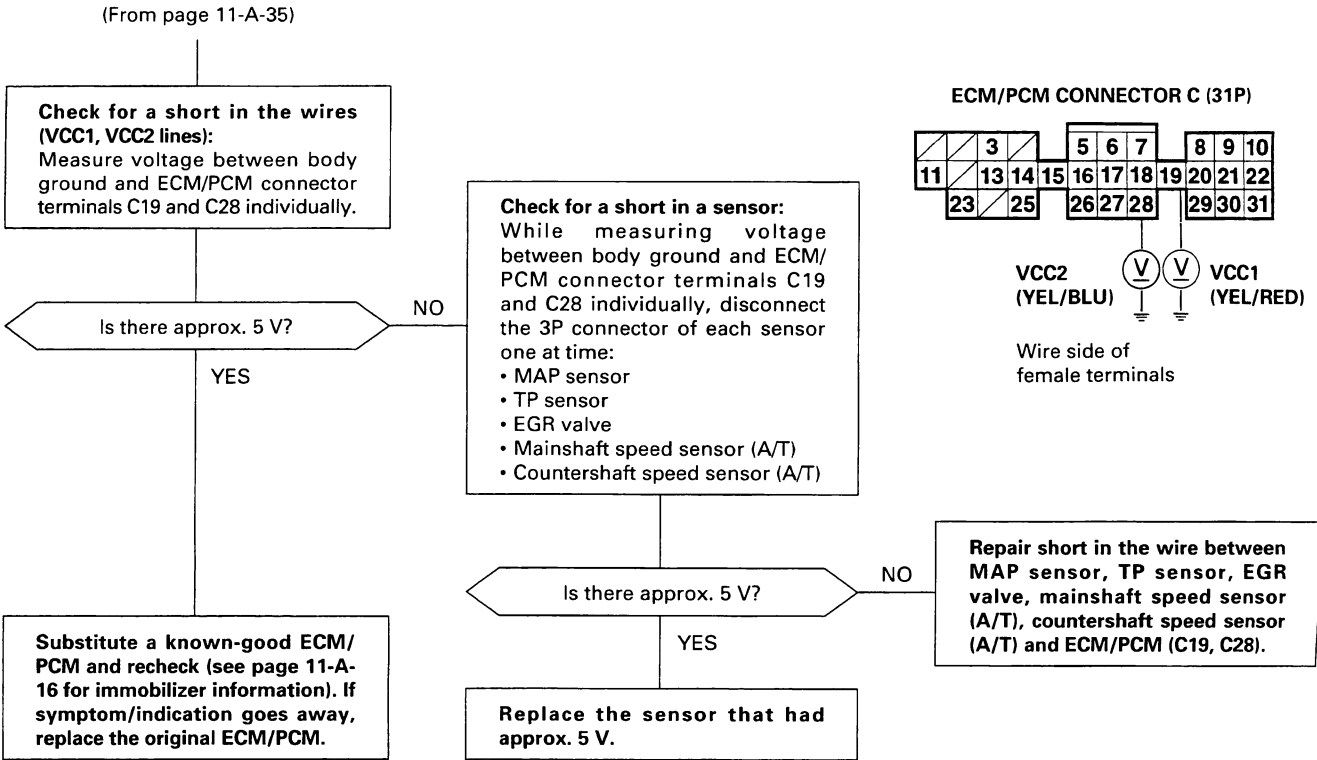 (From page 11-A-35)
Check for a short in the wires
(VCC1, VCC2 lines):
Measure voltage between body
ground and ECM/PCM connector
terminals C19 and C28 individually.
Is there approx. 5 V?
NO
YES
Substitute a known-good ECM/
PCM and recheck (see page 11-A-
16 for immobilizer information). If
symptom/indication goes away,
replace the original ECM/PCM.
Check for a short in a sensor:
While measuring voltage
between body ground and ECM/
PCM connector terminals C19
and C28 individually, disconnect
the 3P connector of each sensor
one at time:
• MAP sensor
• TP sensor
• EGR valve
• Mainshaft speed sensor (A/T)
• Countershaft speed sensor (A/T)
Is there approx. 5 V?
NO
YES
Replace the sensor that had
approx. 5 V.
Repair short in the wire between
MAP sensor, TP sensor, EGR
valve, mainshaft speed sensor
(A/T), countershaft speed sensor
(A/T) and ECM/PCM (C19, C28).
ECM/PCM CONNECTOR C (31P)
3 5 6 7 8 9 10
11 13 14 15 16 17 18 19 20 21 22
23 25 26 27 28 29 30 31
VCC2 V V VCC1
(YEL/BLU) (YEL/RED)
Wire side of
female terminals